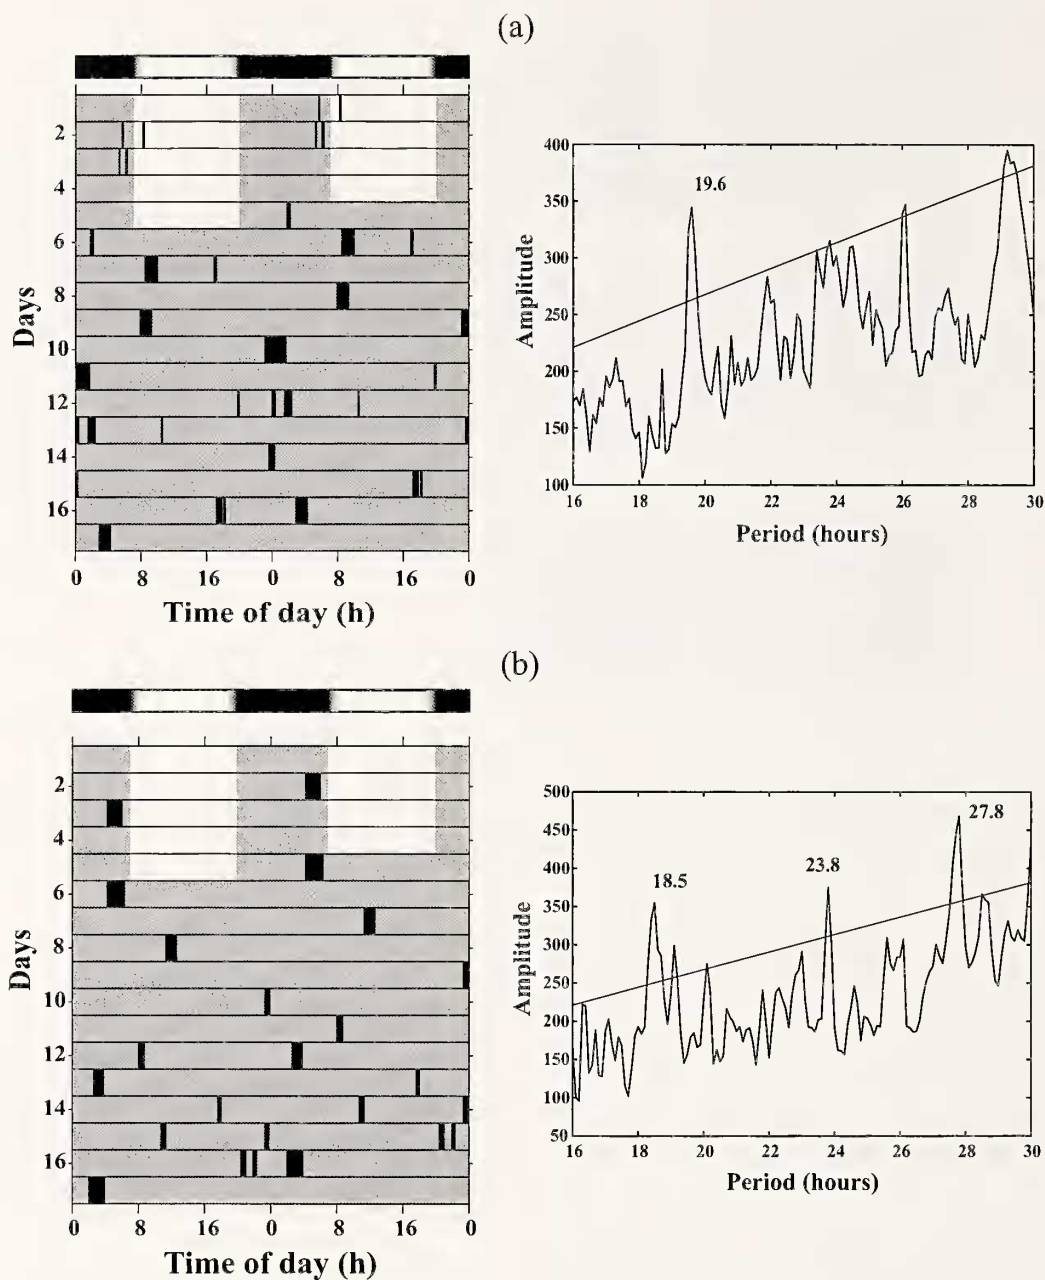 (a)
Days
2
4
6
8
10
12
14
16
0 8 16 0 8 16 0
Time of day (h)
Amplitude
400
350
300
250
200
150
100
19.6
16 18 20 22 24 26 28 30
Period (hours)
(b)
Days
2
4
6
8
10
12
14
16
0 8 16 0 8 16 0
Time of day (h)
Amplitude
500
450
400
350
300
250
200
150
100
50
18.5
23.8
27.8
16 18 20 22 24 26 28 30
Period (hours)